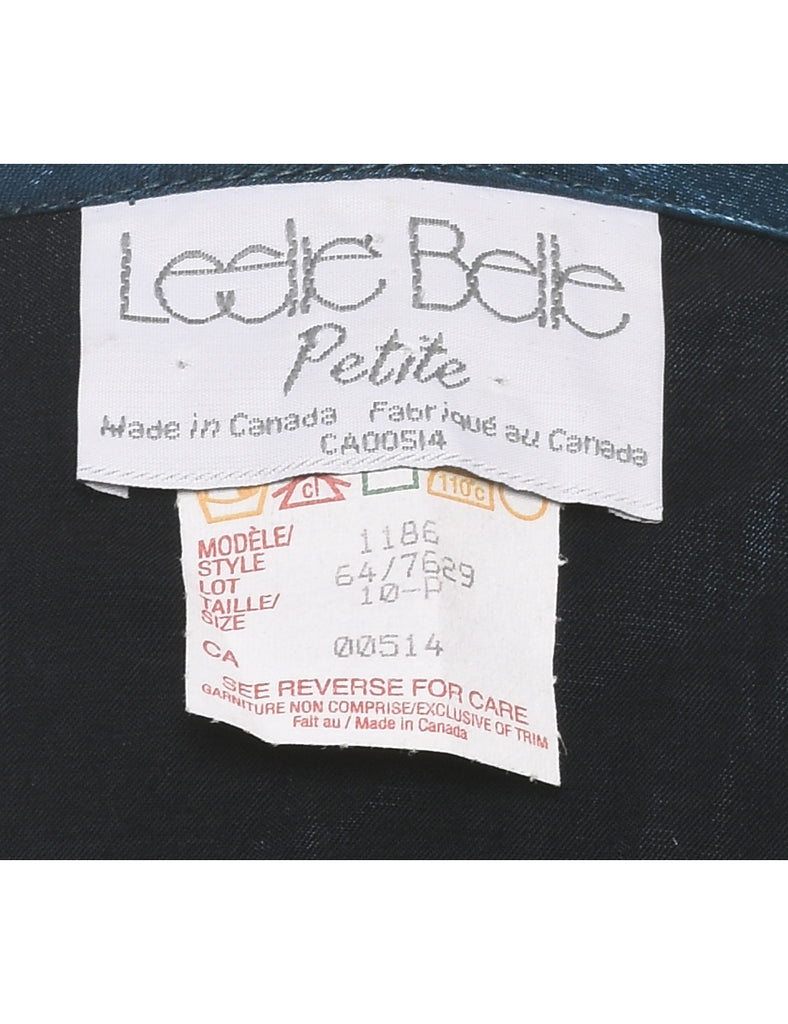 Leslie Belle
Petite
Made in Canada Fabriqué au Canada
CA00514
cl 110°c
MODÈLE/
STYLE 1186
LOT 64/7629
TAILLE/
SIZE 10-P
CA 00514
SEE REVERSE FOR CARE
GARNITURE NON COMPRISE/EXCLUSIVE OF TRIM
Fait au / Made in Canada